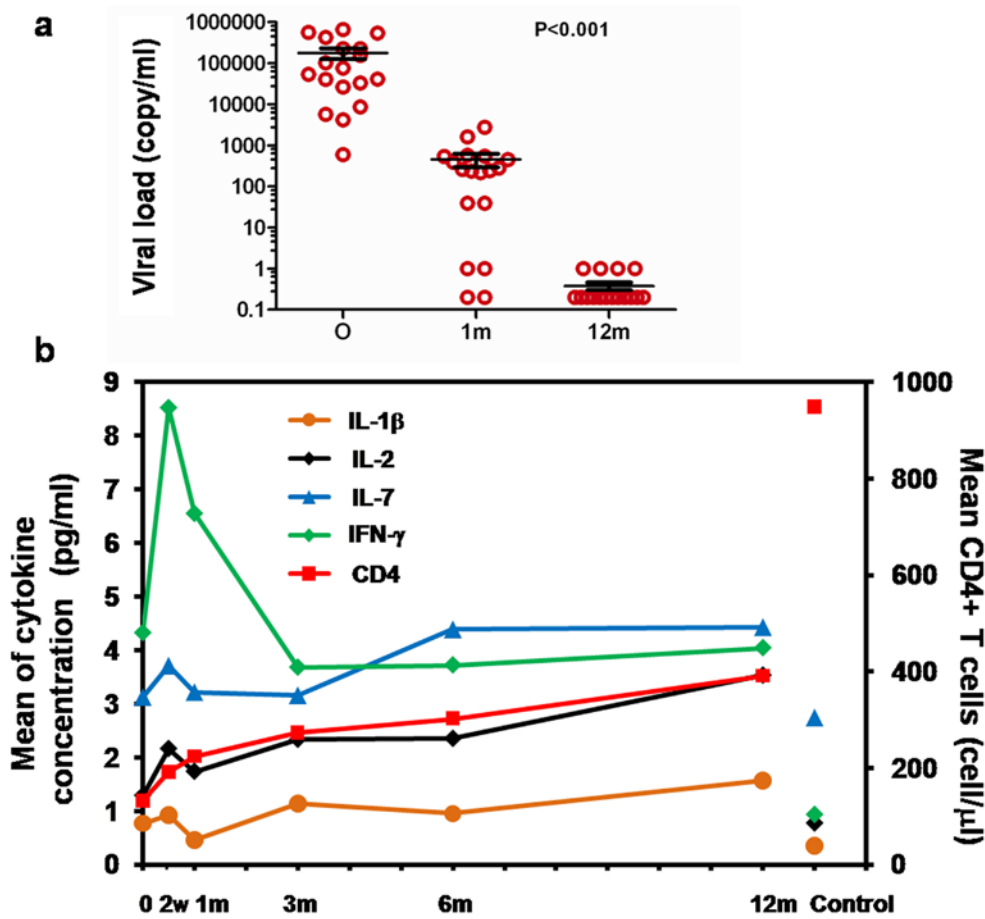 a
P<0.001
Viral load (copy/ml)
1000000
100000
10000
1000
100
10
1
0.1
O
1m
12m
b
Mean of cytokine
concentration (pg/ml)
9
8
7
6
5
4
3
2
1
0
IL-1β
IL-2
IL-7
IFN-γ
CD4
1000
800
600
400
200
0
Mean CD4+ T cells (cell/µl)
0 2w 1m 3m 6m 12m Control